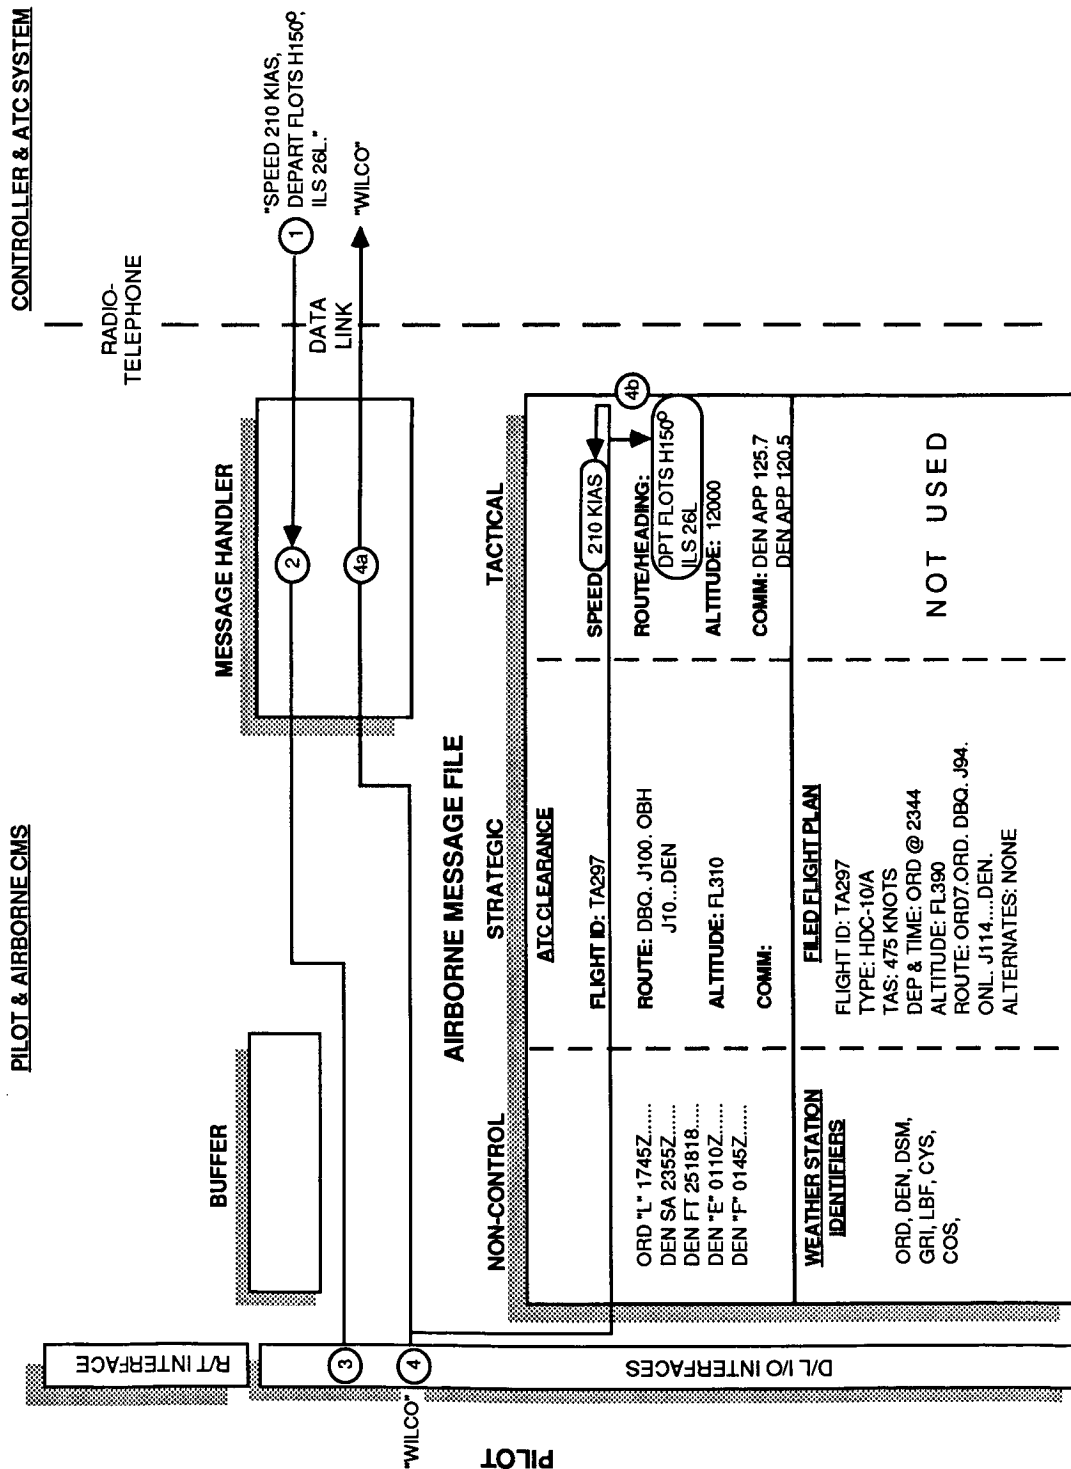 PILOT & AIRBORNE CMS
CONTROLLER & ATC SYSTEM
RADIO-
TELEPHONE
BUFFER
MESSAGE HANDLER
"SPEED 210 KIAS,
DEPART FLOTS H150°,
ILS 26L."
1
2
DATA
LINK
4a
"WILCO"
R/T INTERFACE
3
4
"WILCO"
D/L I/O INTERFACES
PILOT
AIRBORNE MESSAGE FILE
NON-CONTROL
STRATEGIC
TACTICAL
ORD "L" 1745Z......
DEN SA 2355Z......
DEN FT 251818.....
DEN "E" 0110Z......
DEN "F" 0145Z......
ATC CLEARANCE
FLIGHT ID: TA297
ROUTE: DBQ. J100. OBH
J10...DEN
ALTITUDE: FL310
COMM:
SPEED: 210 KIAS
4b
ROUTE/HEADING:
DPT FLOTS H150°
ILS 26L
ALTITUDE: 12000
COMM: DEN APP 125.7
DEN APP 120.5
WEATHER STATION
IDENTIFIERS
ORD, DEN, DSM,
GRI, LBF, CYS,
COS,
FILED FLIGHT PLAN
FLIGHT ID: TA297
TYPE: HDC-10/A
TAS: 475 KNOTS
DEP & TIME: ORD @ 2344
ALTITUDE: FL390
ROUTE: ORD7.ORD. DBQ. J94.
ONL. J114....DEN.
ALTERNATES: NONE
NOT USED